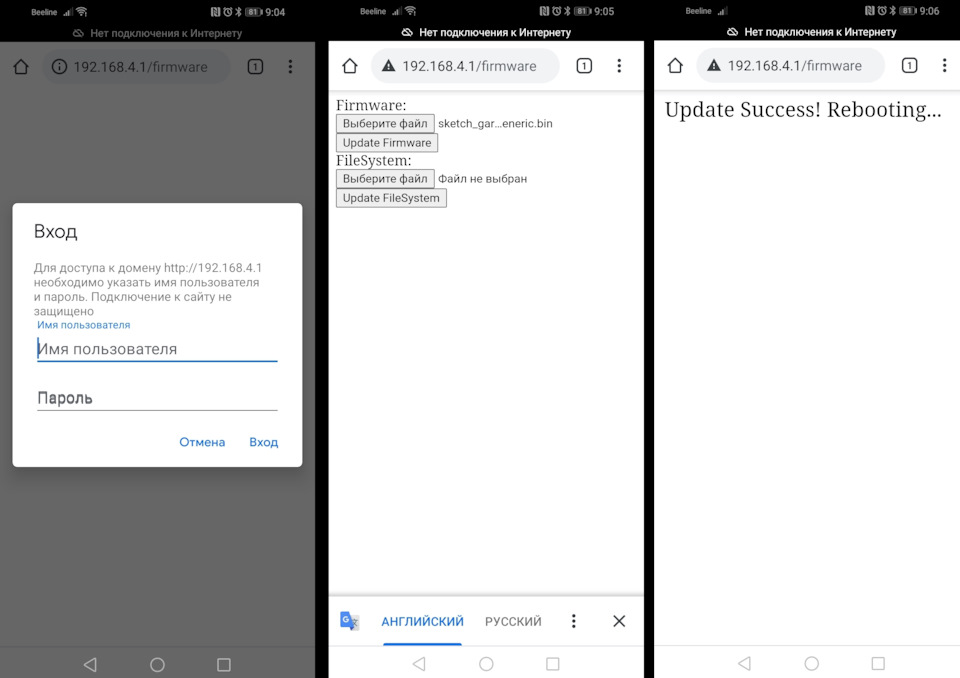 Beeline 81 9:04
Нет подключения к Интернету
192.168.4.1/firmware 1
Вход
Для доступа к домену http://192.168.4.1
необходимо указать имя пользователя
и пароль. Подключение к сайту не
защищено
Имя пользователя
Имя пользователя
Пароль
Отмена Вход
Beeline 81 9:05
Нет подключения к Интернету
192.168.4.1/firmware 1
Firmware:
Выберите файл sketch_gar...eneric.bin
Update Firmware
FileSystem:
Выберите файл Файл не выбран
Update FileSystem
G 文 АНГЛИЙСКИЙ РУССКИЙ
Beeline 81 9:06
Нет подключения к Интернету
192.168.4.1/firmware 1
Update Success! Rebooting...